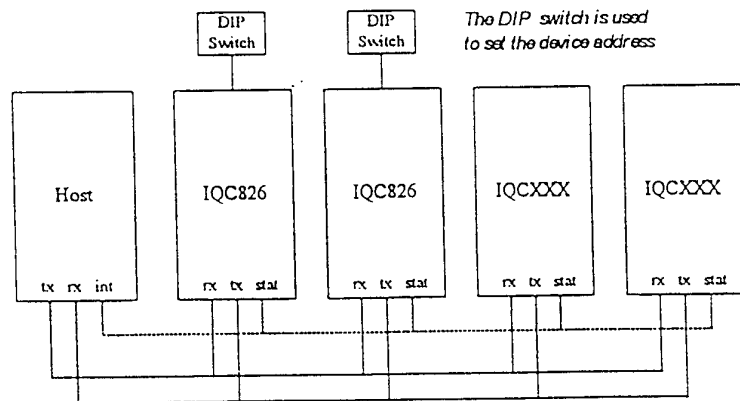 DIP
Switch
DIP
Switch
The DIP switch is used
to set the device address
Host
IQC826
IQC826
IQCXXX
IQCXXX
tx rx int
rx tx stat
rx tx stat
rx tx stat
rx tx stat